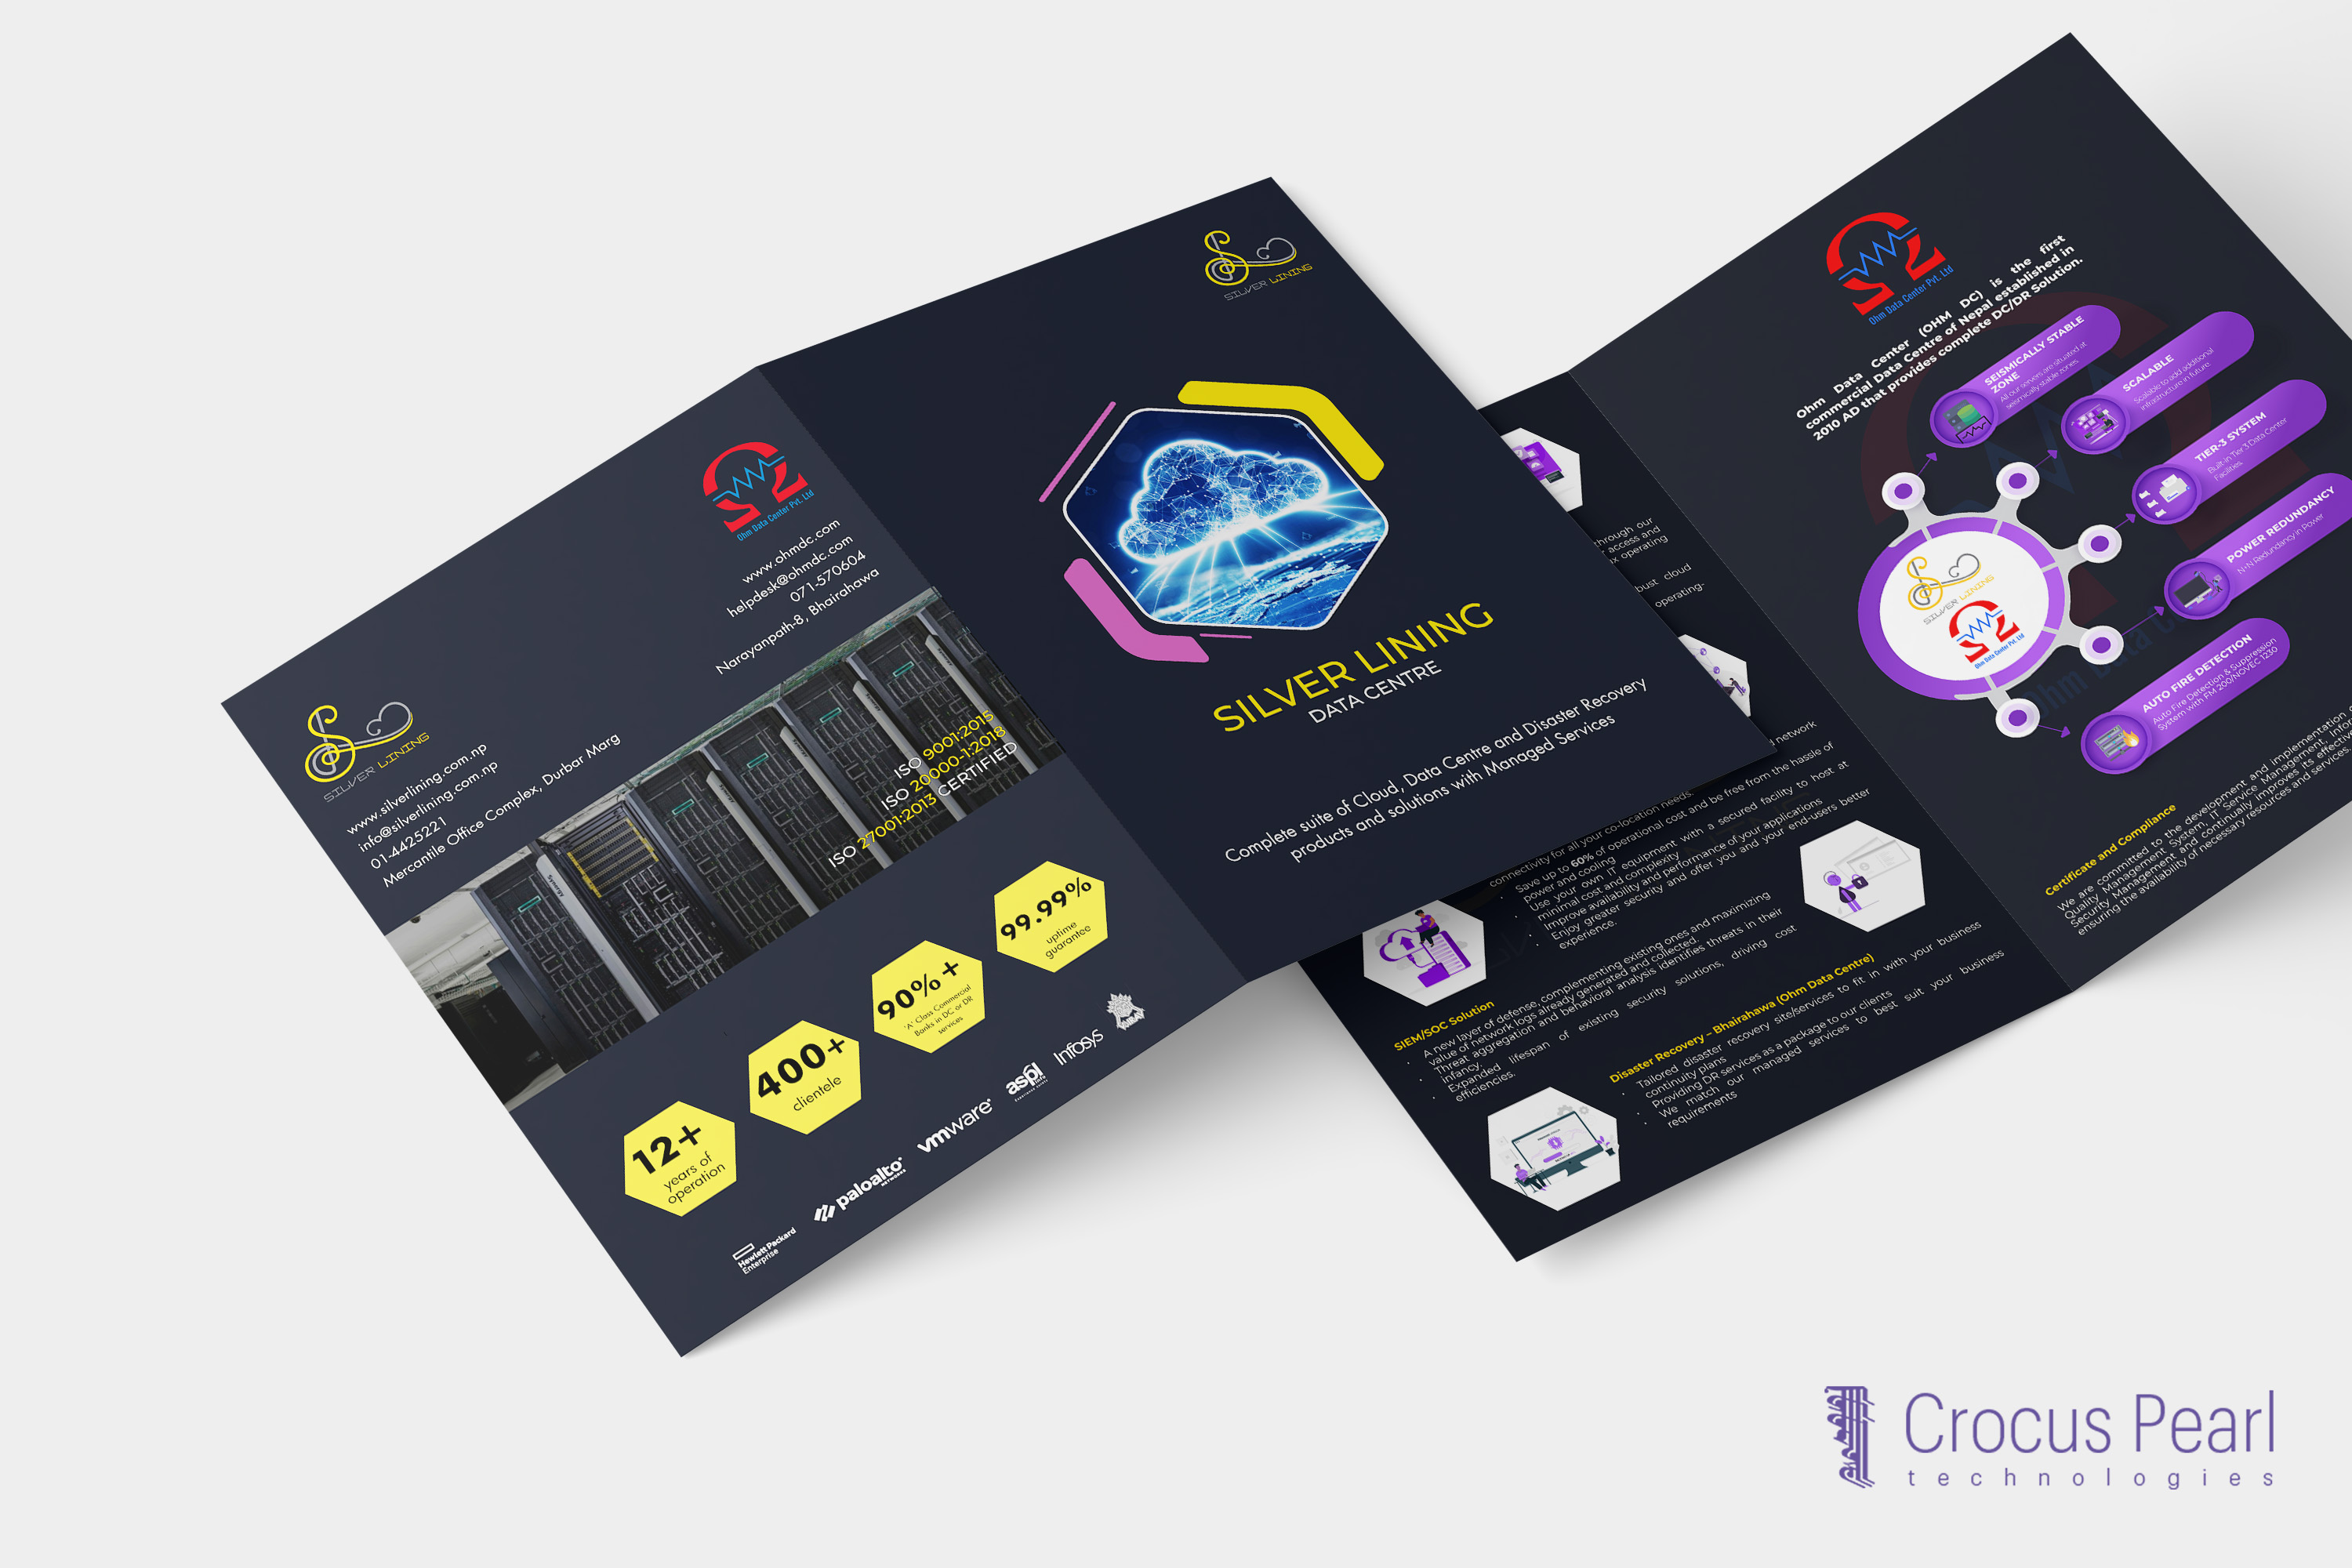 SILVER LINING
www.silverlining.com.np
info@silverlining.com.np
01-4425221
Mercantile Office Complex, Durbar Marg
Ohm Data Center Pvt. Ltd
www.ohmdc.com
helpdesk@ohmdc.com
071-570604
Narayanpath-8, Bhairahawa
Synergy
ISO 9001:2015
ISO 20000-1:2018
ISO 27001:2013 CERTIFIED
12+
years of
operation
400+
clientele
90% +
'A' Class Commercial
Banks in DC or DR
services
99.99%
uptime
guarantee
Hewlett Packard
Enterprise
paloalto
NETWORKS
vmware
aspl
Infosys
SILVER LINING
SILVER LINING
DATA CENTRE
Complete suite of Cloud, Data Centre and Disaster Recovery
products and solutions with Managed Services
through our
access and
operating
cloud
operating-
network
connectivity for all your co-location needs.
Save up to 60% of operational cost and be free from the hassle of
power and cooling
Use your own IT equipment with a secured facility to host at
minimal cost and complexity
Improve availability and performance of your applications
Enjoy greater security and offer you and your end-users better
experience.
SIEM/SOC Solution
A new layer of defense, complementing existing ones and maximizing
value of network logs already generated and collected.
Threat aggregation and behavioral analysis identifies threats in their
infancy.
Expanded lifespan of existing security solutions, driving cost
efficiencies.
Disaster Recovery – Bhairahawa (Ohm Data Centre)
Tailored disaster recovery site/services to fit in with your business
continuity plans
Providing DR services as a package to our clients
We match our managed services to best suit your business
requirements
Ohm Data Center Pvt. Ltd
Ohm Data Center (OHM DC) is the first
commercial Data Centre of Nepal established in
2010 AD that provides complete DC/DR Solution.
SEISMICALLY STABLE
ZONE
All our servers are situated at
seismically stable zones.
SCALABLE
Scalable to add additional
infrastructure in future
TIER-3 SYSTEM
Built-in Tier 3 Data Center
Facilities.
POWER REDUNDANCY
N+N Redundancy in Power
AUTO FIRE DETECTION
Auto Fire Detection & Suppression
System with FM 200/NOVEC 1230
SILVER LINING
Ohm Data Center Pvt. Ltd
Certificate and Compliance
We are committed to the development and implementation
Quality Management System, IT Service Management,
Security Management, and continually improves its
ensuring the availability of necessary resources and services.
Crocus Pearl
technologies